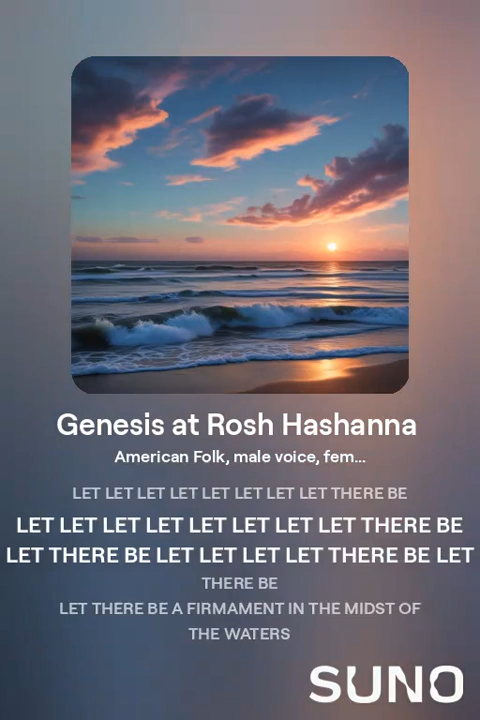 Genesis at Rosh Hashanna
American Folk, male voice, fem...
LET LET LET LET LET LET LET LET THERE BE
LET LET LET LET LET LET LET LET THERE BE
LET THERE BE LET LET LET LET THERE BE LET
THERE BE
LET THERE BE A FIRMAMENT IN THE MIDST OF
THE WATERS
SUNO